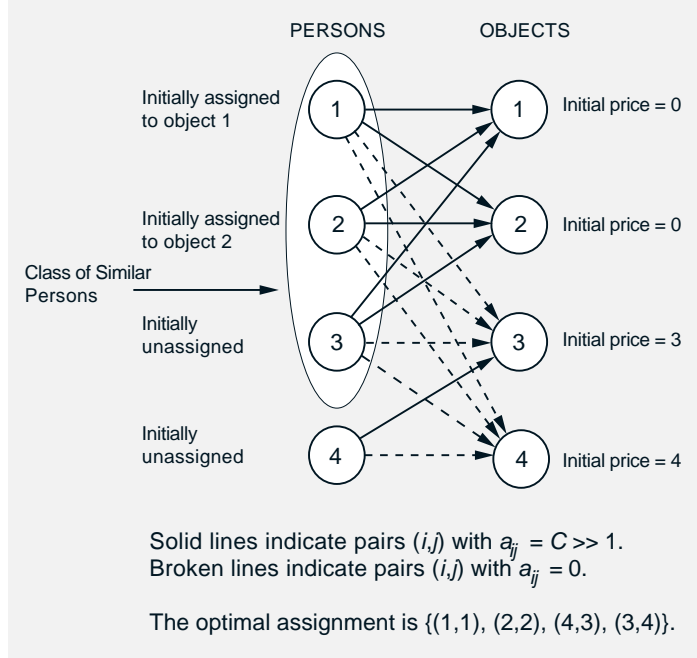 PERSONS OBJECTS
Initially assigned
to object 1
1
1
Initial price = 0
Initially assigned
to object 2
2
2
Initial price = 0
Class of Similar
Persons
Initially
unassigned
3
3
Initial price = 3
Initially
unassigned
4
4
Initial price = 4
Solid lines indicate pairs (i,j) with aij = C >> 1.
Broken lines indicate pairs (i,j) with aij = 0.
The optimal assignment is {(1,1), (2,2), (4,3), (3,4)}.